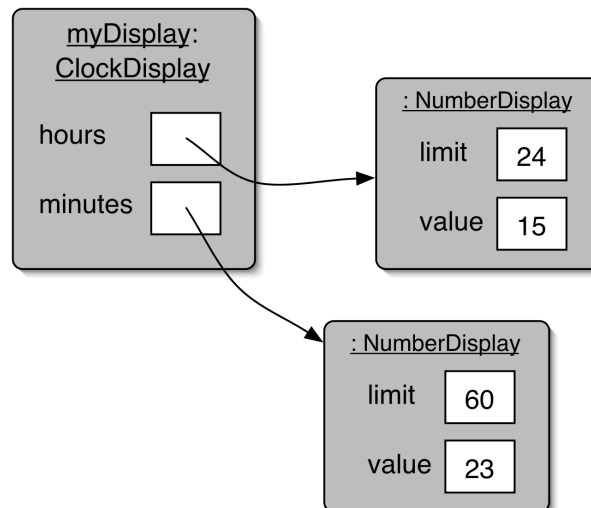 myDisplay:
ClockDisplay
hours
minutes
: NumberDisplay
limit 24
value 15
: NumberDisplay
limit 60
value 23